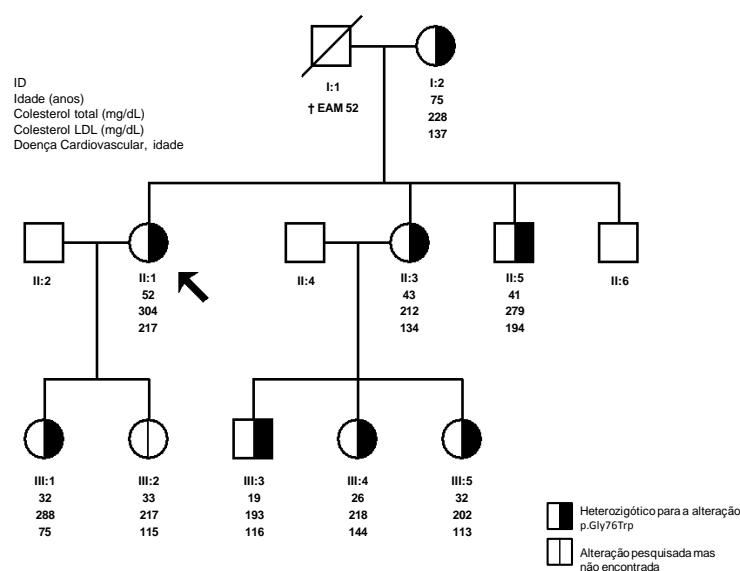 I:1
† EAM 52
I:2
75
228
137
ID
Idade (anos)
Colesterol total (mg/dL)
Colesterol LDL (mg/dL)
Doença Cardiovascular, idade
II:2
II:1
52
304
217
II:4
II:3
43
212
134
II:5
41
279
194
II:6
III:1
32
288
75
III:2
33
217
115
III:3
19
193
116
III:4
26
218
144
III:5
32
202
113
Heterozigótico para a alteração
p.Gly76Trp
Alteração pesquisada mas
não encontrada